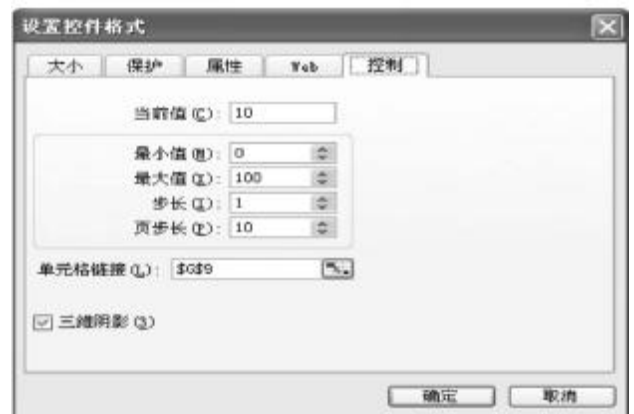 设置控件格式
大小 保护 属性 Web 控制
当前值(C): 10
最小值(M): 0
最大值(X): 100
步长(I): 1
页步长(P): 10
单元格链接(L): $G$9
三维阴影(3)
确定 取消